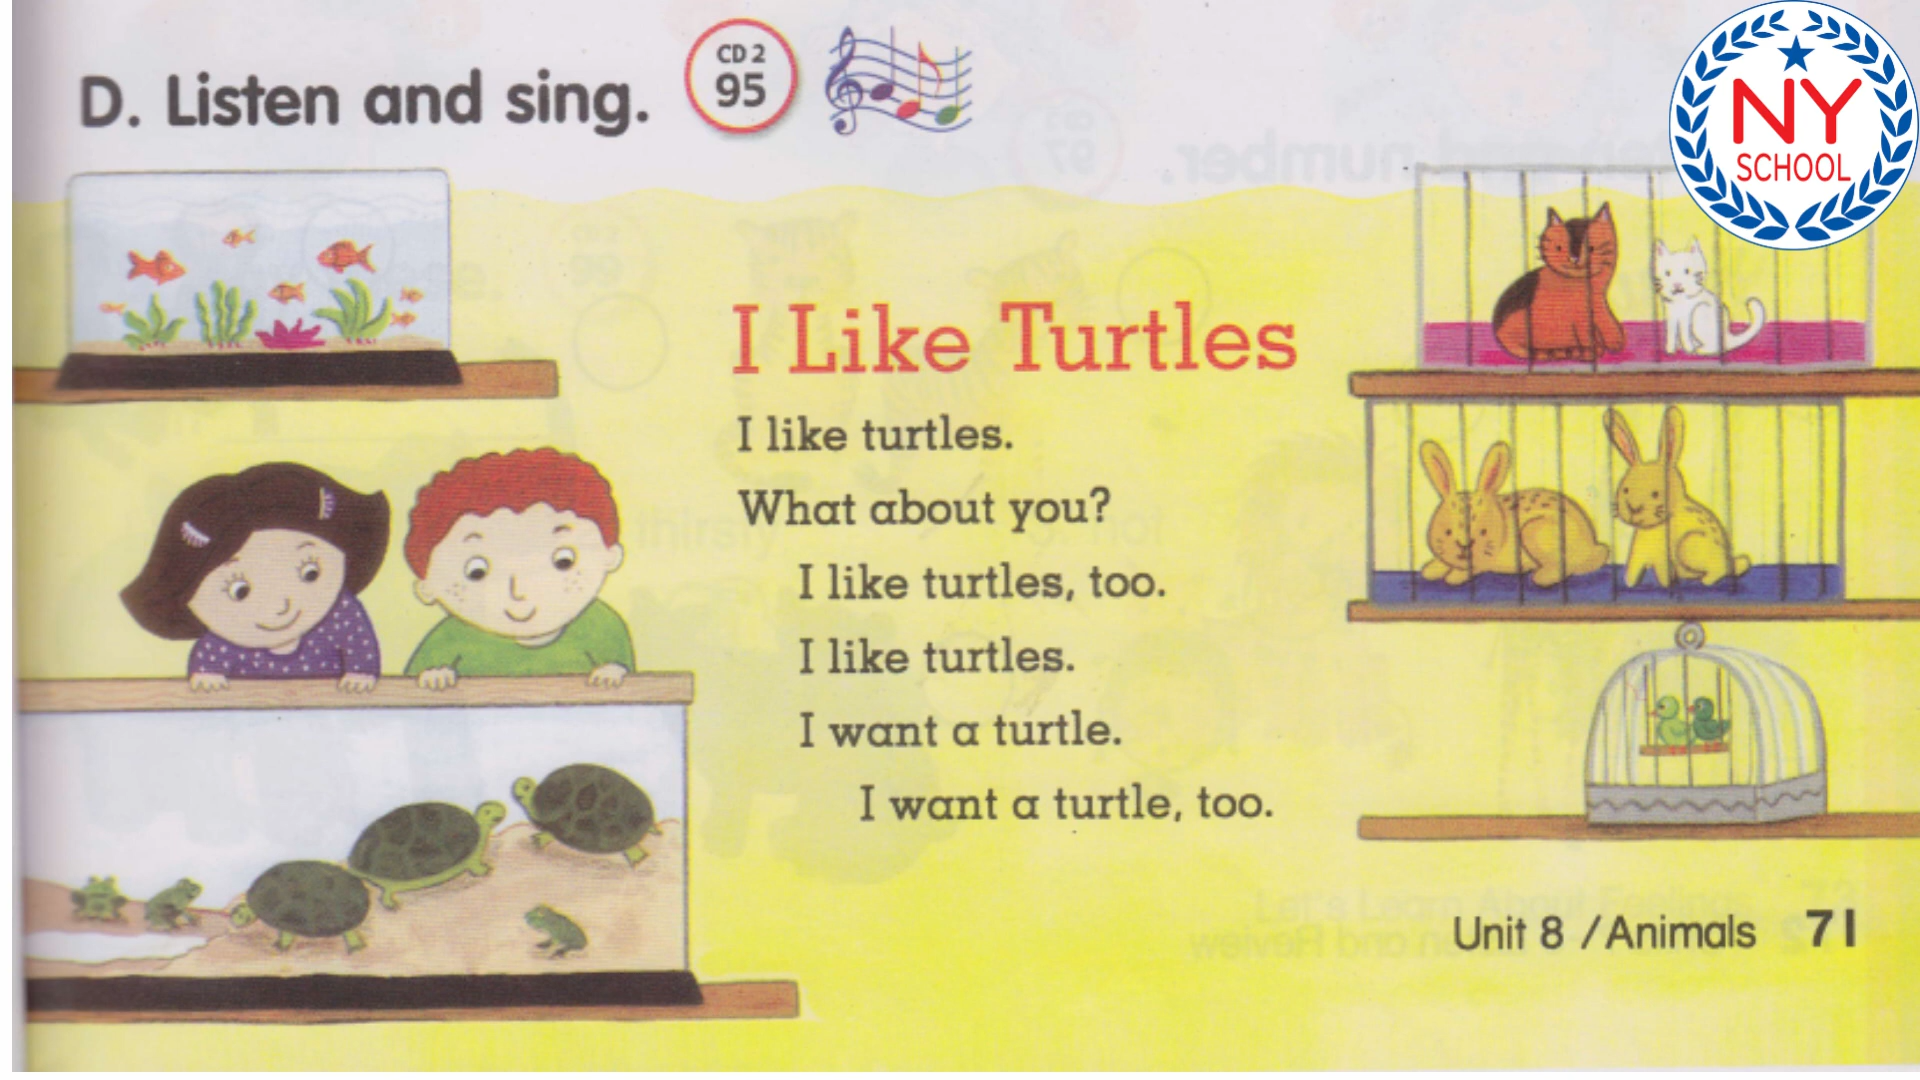 D. Listen and sing.
CD 2
95
NY
SCHOOL
I Like Turtles
I like turtles.
What about you?
I like turtles, too.
I like turtles.
I want a turtle.
I want a turtle, too.
Unit 8 / Animals 71